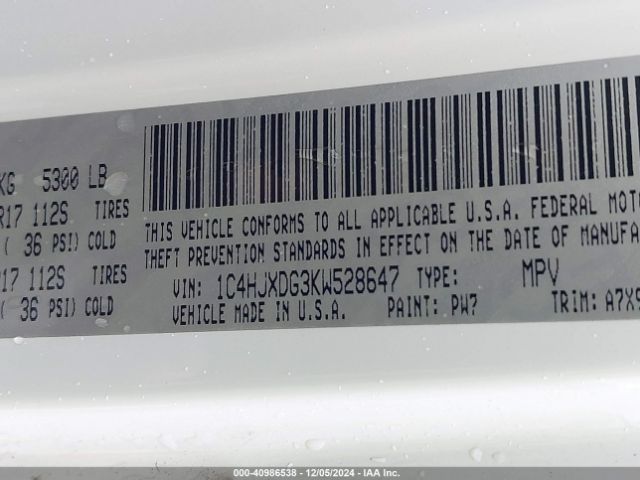 KG 5300 LB
R17 112S TIRES
( 36 PSI) COLD
R17 112S TIRES
( 36 PSI) COLD
THIS VEHICLE CONFORMS TO ALL APPLICABLE U.S.A. FEDERAL MOTO
THEFT PREVENTION STANDARDS IN EFFECT ON THE DATE OF MANUFA
VIN: 1C4HJXDG3KW528647 TYPE: MPV
VEHICLE MADE IN U.S.A. PAINT: PW7 TRIM: A7X9
000-40986538 - 12/05/2024 - IAA Inc.